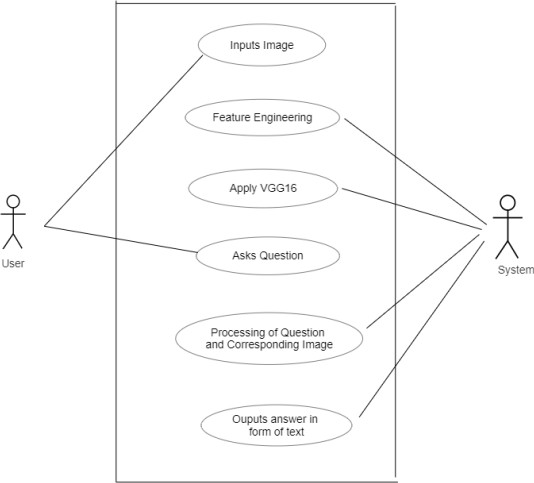 Inputs Image
Feature Engineering
Apply VGG16
User
Asks Question
System
Processing of Question
and Corresponding Image
Ouputs answer in
form of text